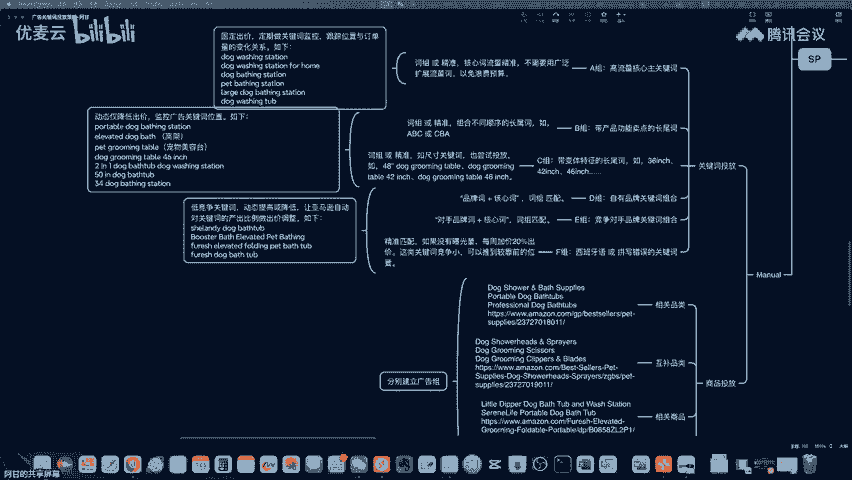 优麦云 bilibili
腾讯会议
SP
固定出价，定期做关键词监控，跟踪位置与订单
量的变化关系。如下：
dog washing station
dog washing station for home
dog bathing station
pet bathing station
large dog bathing station
dog washing tub
词组 或 精准，核心词流量精准，不需要用广泛
扩展流量词，以免浪费预算。
A组：高流量核心主关键词
动态仅降低出价，监控广告关键词位置。如下：
portable dog bathing station
elevated dog bath （高架）
pet grooming table（宠物美容台）
dog grooming table 46 inch
2 in 1 dog bathtub dog washing station
50 in dog bathtub
34 dog bathing station
词组 或 精准，组合不同顺序的长尾词，如，
ABC 或 CBA
B组：带产品功能卖点的长尾词
词组 或 精准，如尺寸关键词，也尝试投放。
如，48" dog grooming table、dog grooming
table 42 inch、dog grooming table 46 inch。
C组：带变体特征的长尾词，如，36inch、
42inch、46inch......
关键词投放
低竞争关键词，动态提高或降低，让亚马逊自动
对关键词的产出比例做出价调整。如下：
shelandy dog bathtub
Booster Bath Elevated Pet Bathing
furesh elevated folding pet bath tub
furesh dog bath tub
“品牌词 + 核心词”，词组 匹配。
D组：自有品牌关键词组合
“对手品牌词 + 核心词”，词组匹配。
E组：竞争对手品牌关键词组合
精准匹配，如果没有曝光量，每周加价20%出
价。这类关键词竞争小，可以推到较靠前的位
置。
F组：西班牙语 或 拼写错误的关键词
Manual
Dog Shower & Bath Supplies
Portable Dog Bathtubs
Professional Dog Bathtubs
https://www.amazon.com/gp/bestsellers/pet-
supplies/23727018011/
相关品类
Dog Showerheads & Sprayers
Dog Grooming Scissors
Dog Grooming Clippers & Blades
https://www.amazon.com/Best-Sellers-Pet-
Supplies-Dog-Showerheads-Sprayers/zgbs/pet-
supplies/23727019011/
互补品类
分别建立广告组
商品投放
Little Dipper Dog Bath Tub and Wash Station
SereneLife Portable Dog Bath Tub
https://www.amazon.com/Furesh-Elevated-
Grooming-Foldable-Portable/dp/B0858ZL2P1/
相关商品
阿甘的共享屏幕